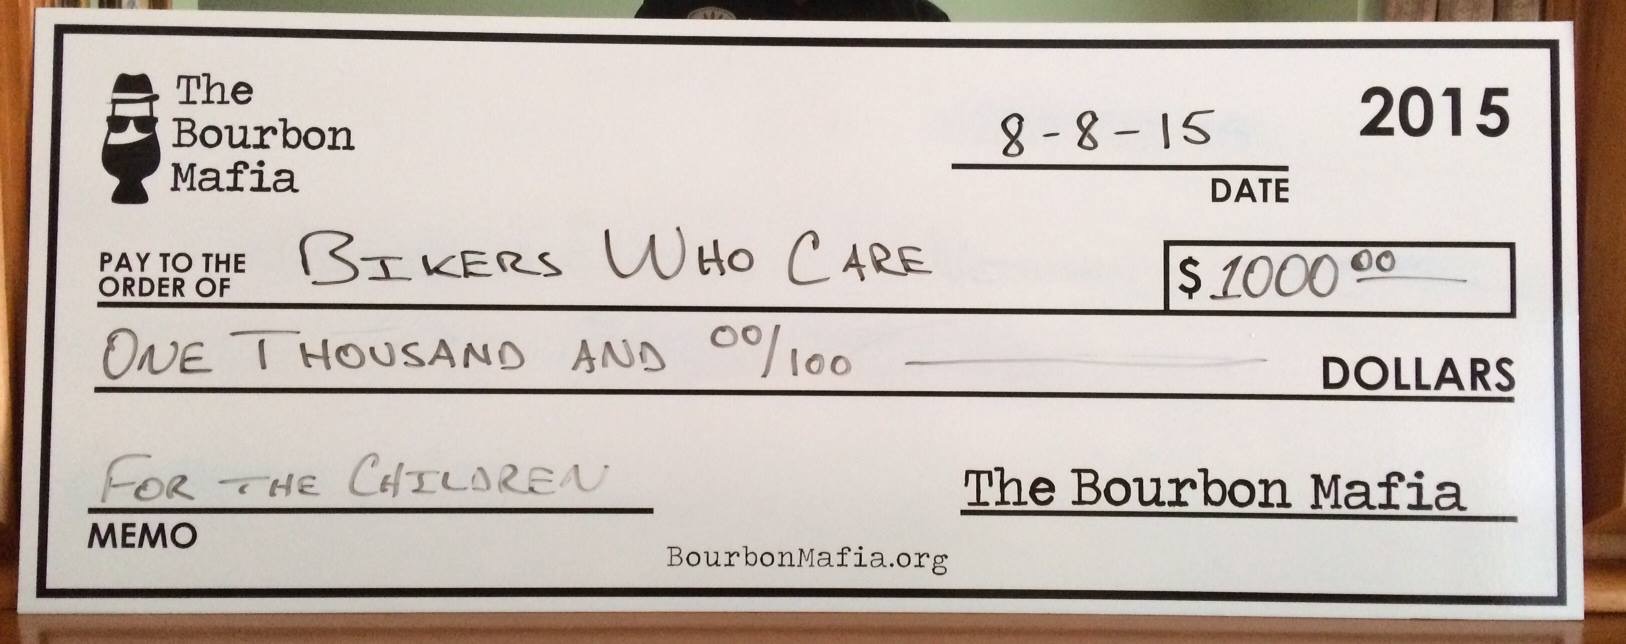 The
Bourbon
Mafia
8-8-15
2015
DATE
PAY TO THE
ORDER OF
BIKERS WHO CARE
$ 1000 00
ONE THOUSAND AND 00/100
DOLLARS
FOR THE CHILDREN
MEMO
The Bourbon Mafia
BourbonMafia.org